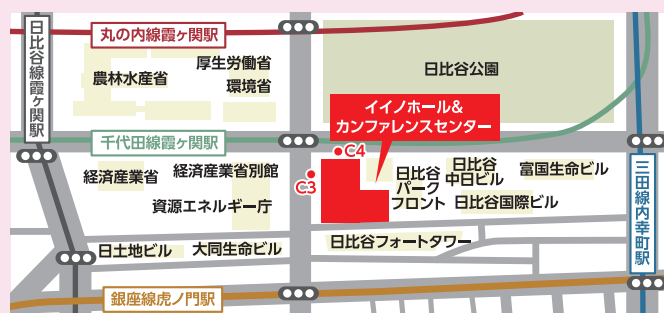 丸の内線霞ヶ関駅
日比谷線霞ヶ関駅
厚生労働省
農林水産省
環境省
日比谷公園
イイノホール&
カンファレンスセンター
千代田線霞ヶ関駅
C4
C3
経済産業省
経済産業省別館
資源エネルギー庁
日比谷
パーク
フロント
日比谷
中日ビル
富国生命ビル
日比谷国際ビル
三田線内幸町駅
日土地ビル
大同生命ビル
日比谷フォートタワー
銀座線虎ノ門駅